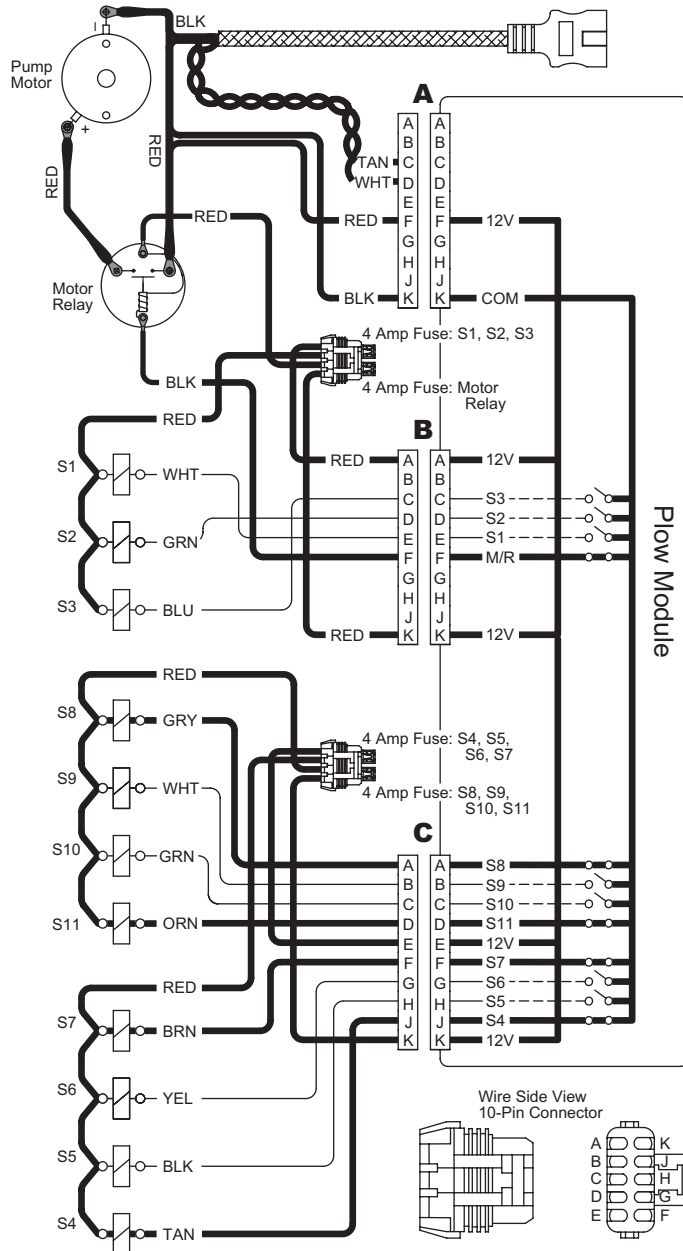 BLK
Pump
Motor
–
+
RED
RED
A
A
B
C
D
E
F
G
H
J
K
A
B
C
D
E
F
G
H
J
K
TAN
WHT
RED
RED
12V
BLK
COM
Motor
Relay
4 Amp Fuse: S1, S2, S3
4 Amp Fuse: Motor
Relay
BLK
RED
B
A
B
C
D
E
F
G
H
J
K
A
B
C
D
E
F
G
H
J
K
RED
12V
S1
WHT
S3
S2
S2
GRN
S1
M/R
S3
BLU
RED
12V
Plow Module
RED
S8
GRY
4 Amp Fuse: S4, S5,
S6, S7
S9
WHT
4 Amp Fuse: S8, S9,
S10, S11
S10
GRN
S11
ORN
C
A
B
C
D
E
F
G
H
J
K
A
B
C
D
E
F
G
H
J
K
S8
S9
S10
S11
12V
S7
S6
S5
S4
12V
RED
S7
BRN
S6
YEL
S5
BLK
S4
TAN
Wire Side View
10-Pin Connector
A
K
B
J
C
H
D
G
E
F